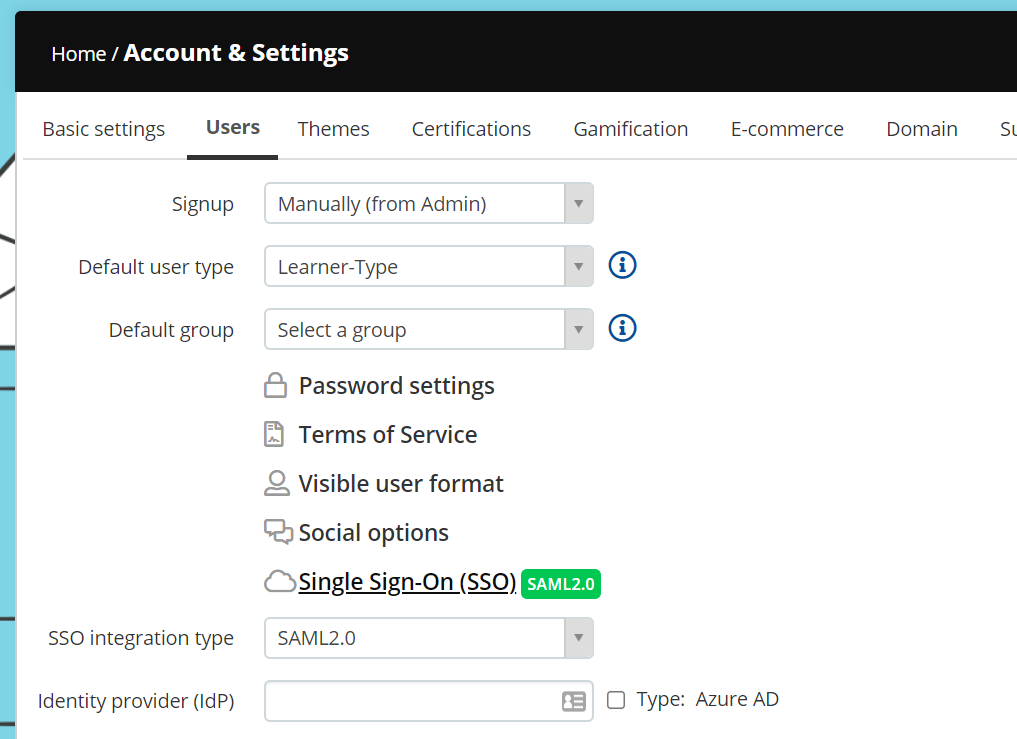 Home / Account & Settings
Basic settings Users Themes Certifications Gamification E-commerce Domain
Signup Manually (from Admin)
Default user type Learner-Type
Default group Select a group
Password settings
Terms of Service
Visible user format
Social options
Single Sign-On (SSO) SAML2.0
SSO integration type SAML2.0
Identity provider (IdP) Type: Azure AD